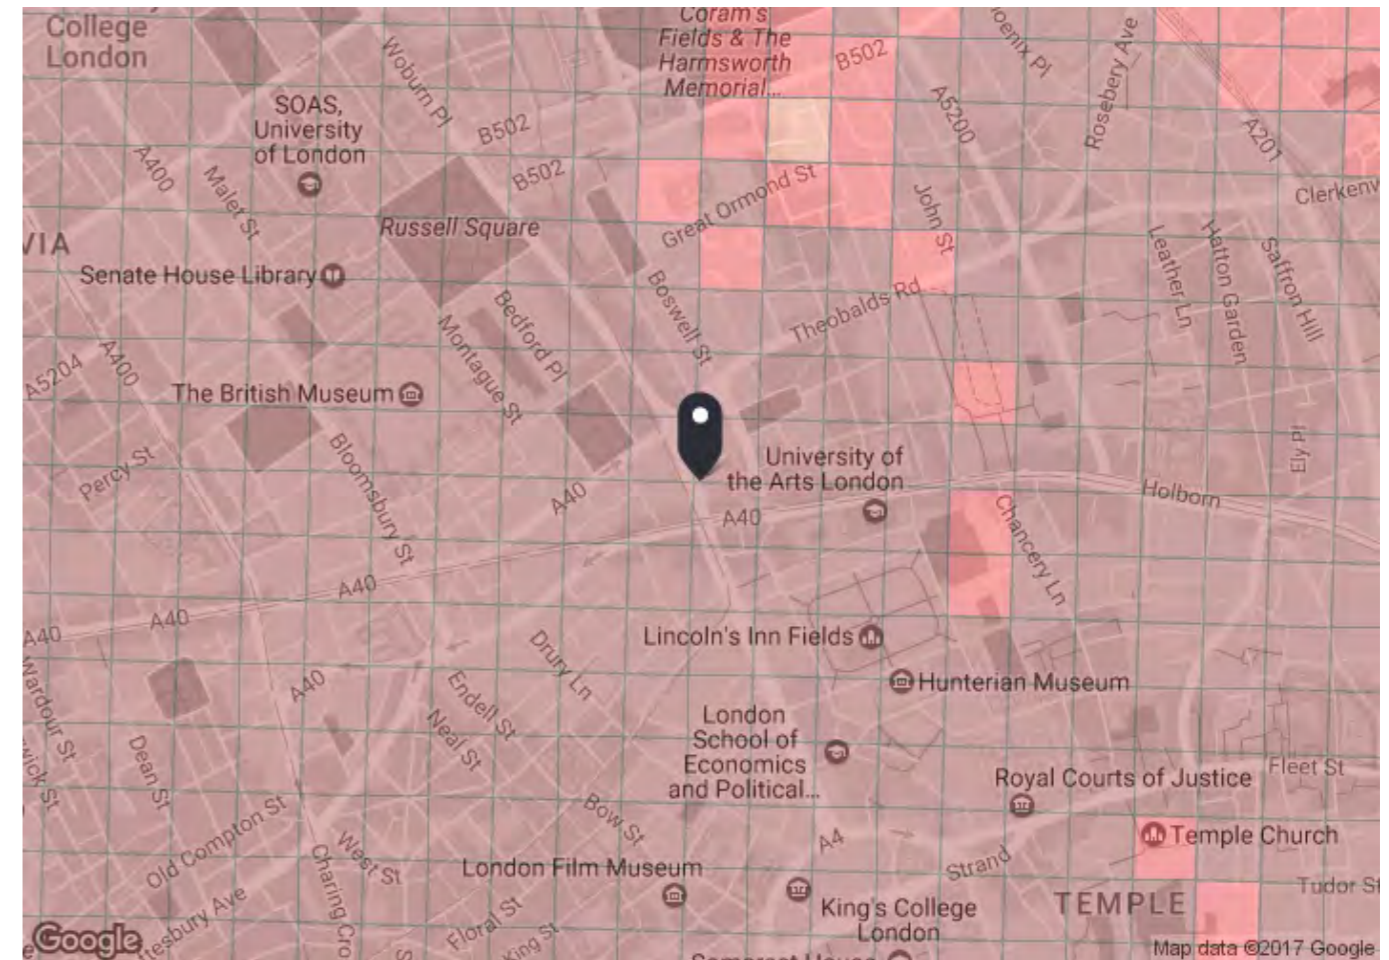 College
London
Coram's
Fields & The
Harmsworth
Memorial...
B502
Rosebery Ave
Woburn Pl
SOAS,
University
of London
B502
A5200
A201
A400
Malet St
B502
Great Ormond St
John St
Clerkenw
Russell Square
VIA
Senate House Library
Leather Ln
Hatton Garden
Saffron Hill
Boswell St
Bedford Pl
Montague St
Theobalds Rd
A5204
A400
The British Museum
Percy St
Bloomsbury St
University of
the Arts London
Ely Pl
A40
A40
Holborn
Chancery Ln
A40
A40
A40
Lincoln's Inn Fields
Drury Ln
Hunterian Museum
Wardour St
A40
Endell St
Neal St
London
School of
Economics
and Political...
Dean St
wick St
Royal Courts of Justice
Fleet St
Old Compton St
West St
Bow St
A4
Strand
Temple Church
London Film Museum
Charing Cro
TEMPLE
Tudor St
tesbury Ave
Floral St
King St
King's College
London
Google
Map data ©2017 Google